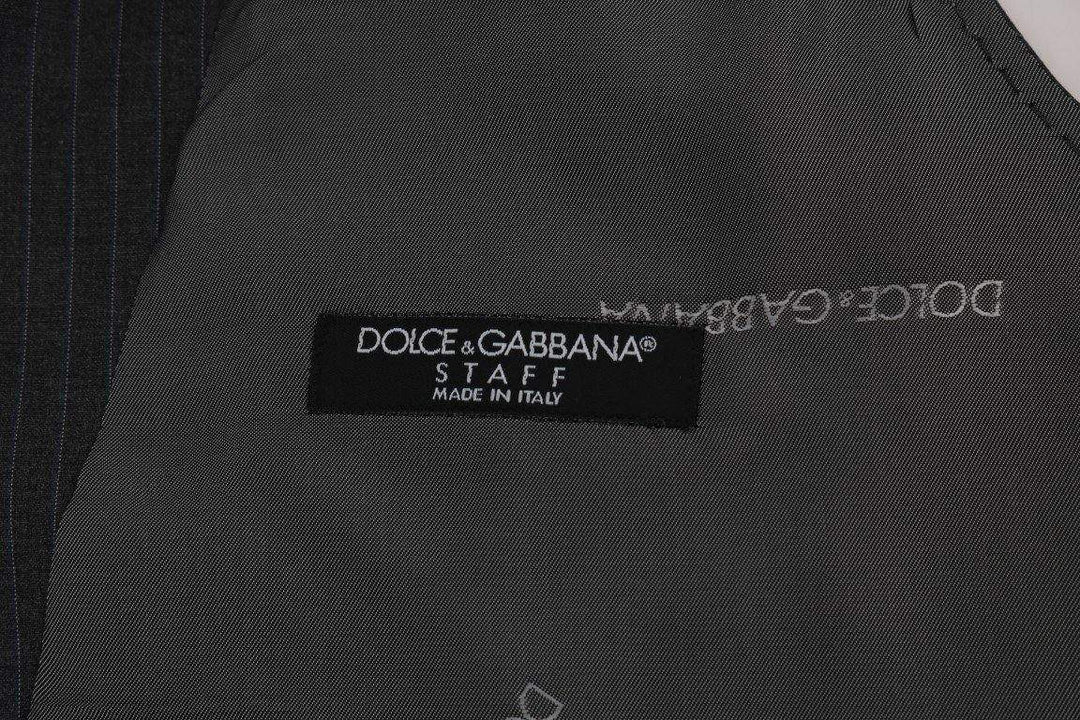 DOLCE & GABBANA
DOLCE & GABBANA®
STAFF
MADE IN ITALY
D